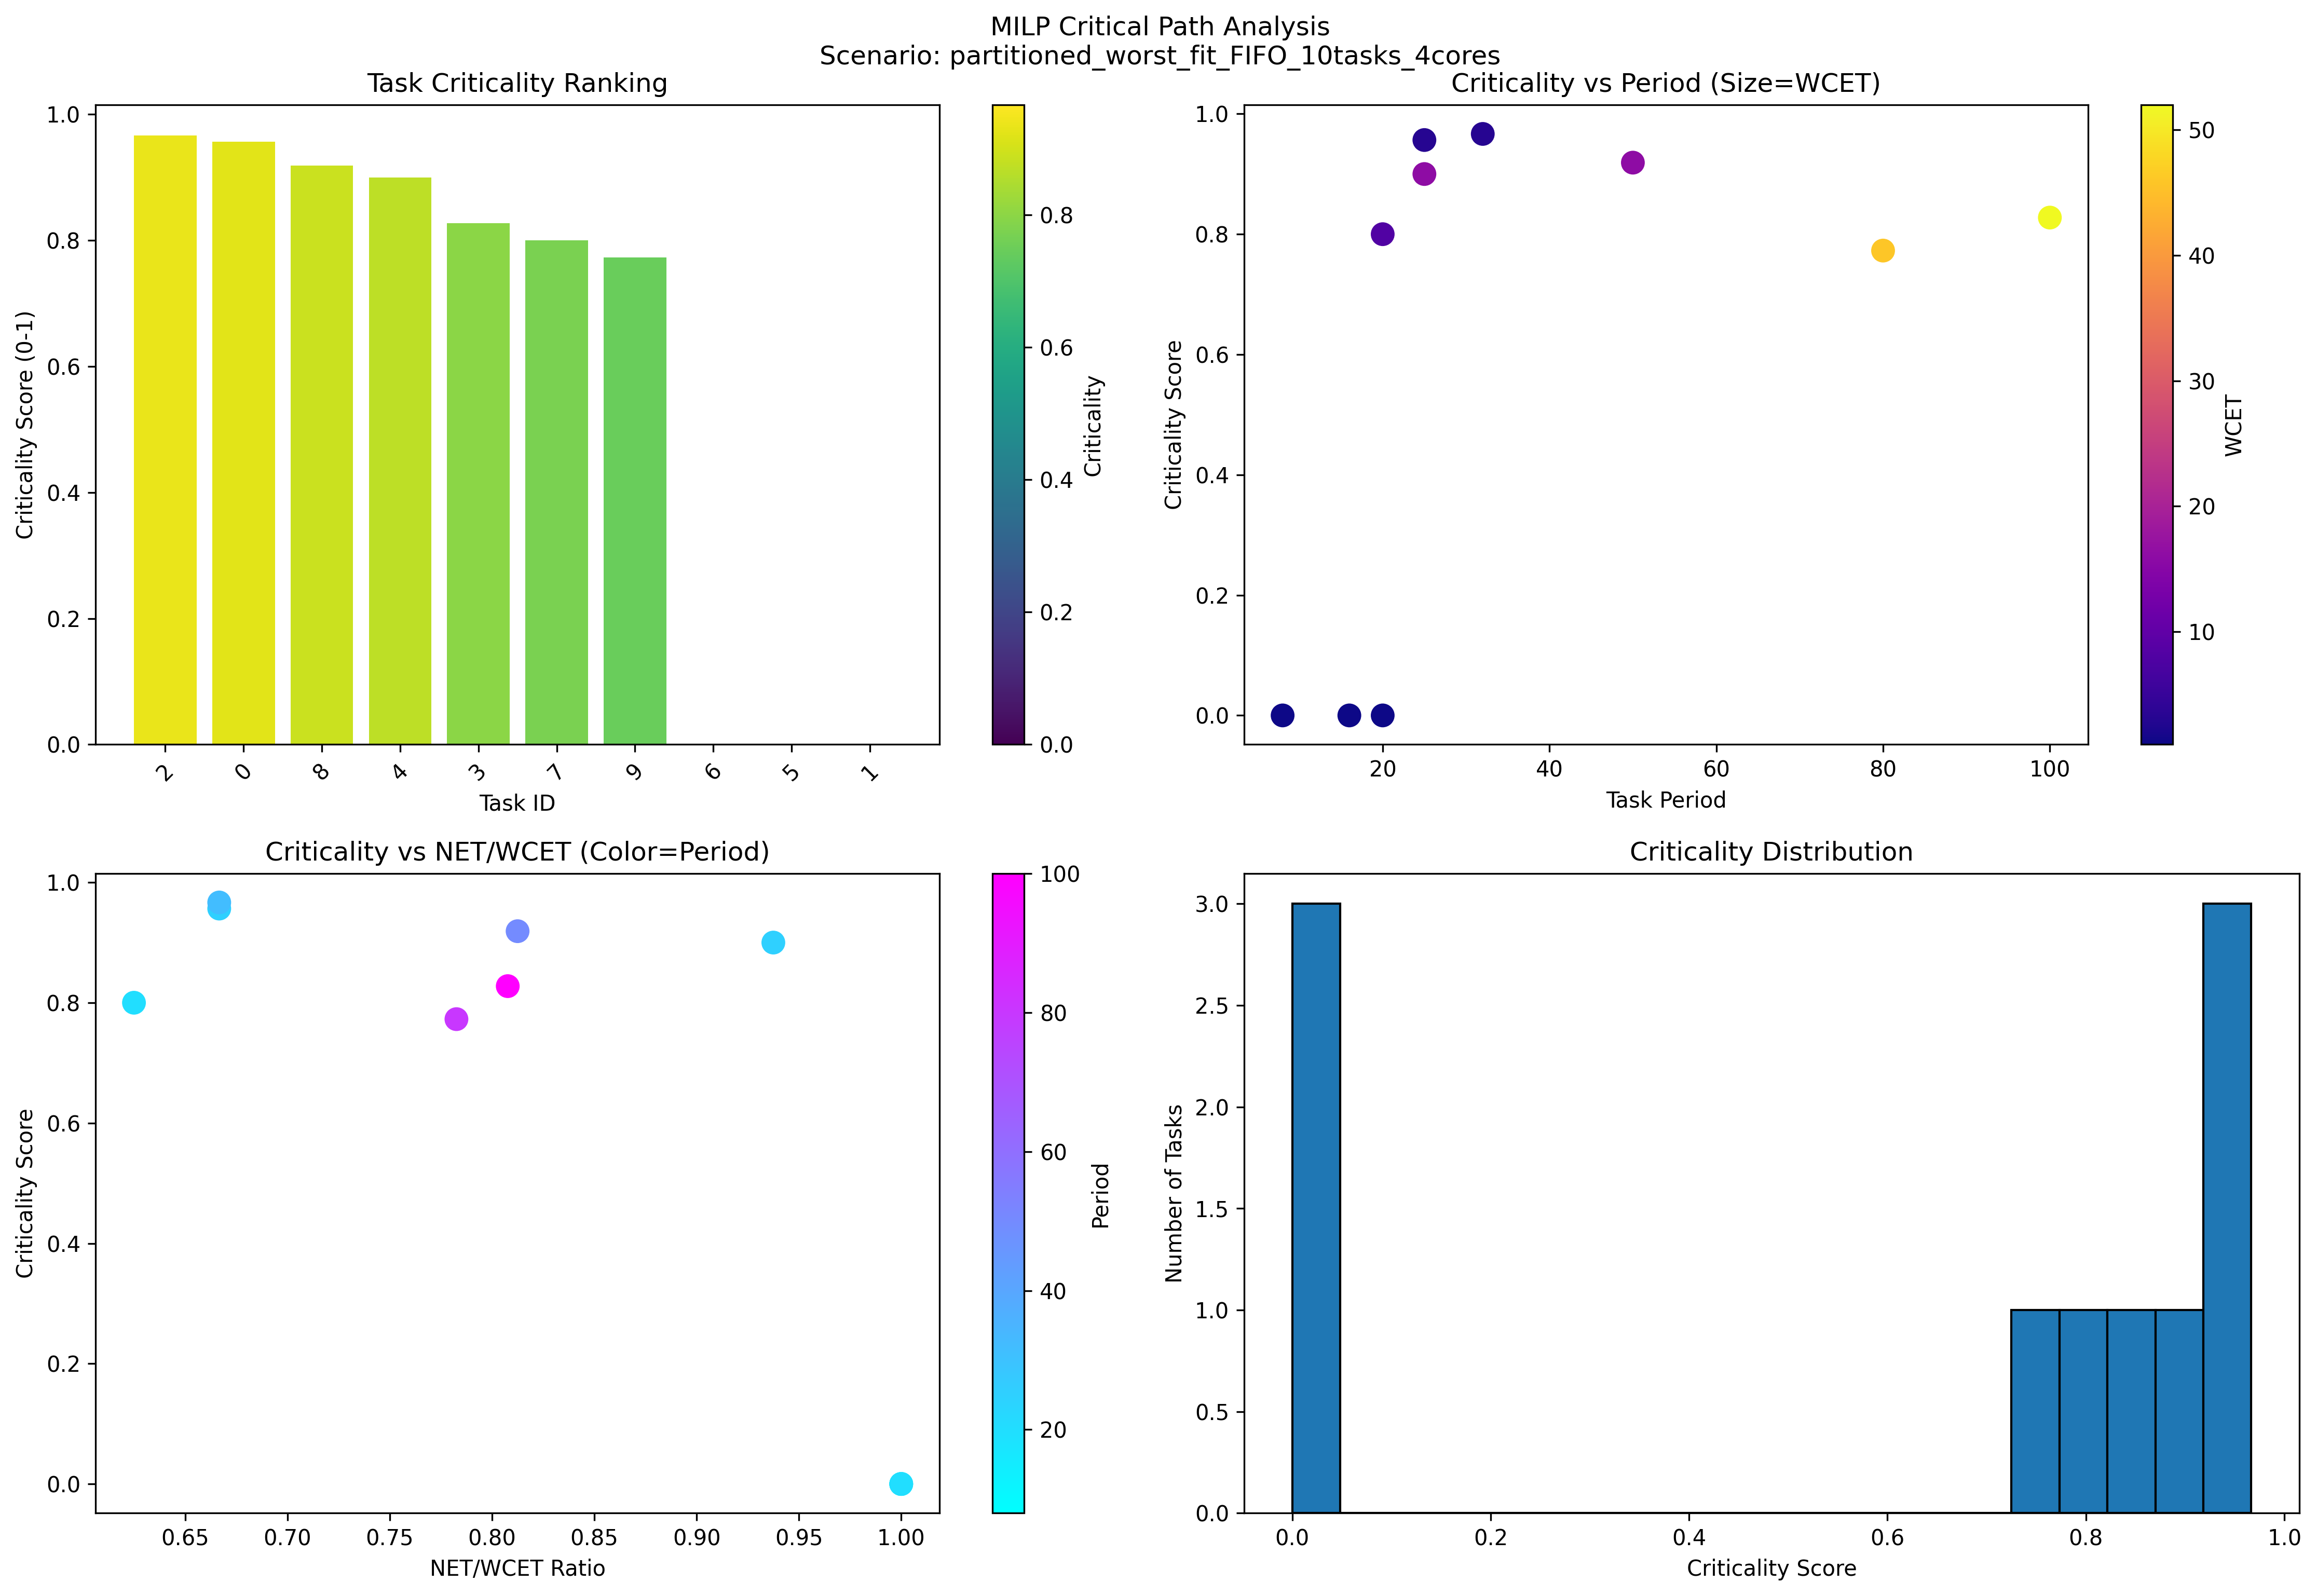 MILP Critical Path Analysis
Scenario: partitioned_worst_fit_FIFO_10tasks_4cores
Task Criticality Ranking
Criticality Score (0-1)
1.0
0.8
0.6
0.4
0.2
0.0
2 0 8 4 3 7 9 6 5 1
Task ID
0.8
0.6
0.4
0.2
0.0
Criticality
Criticality vs Period (Size=WCET)
Criticality Score
1.0
0.8
0.6
0.4
0.2
0.0
20 40 60 80 100
Task Period
50
40
30
20
10
WCET
Criticality vs NET/WCET (Color=Period)
Criticality Score
1.0
0.8
0.6
0.4
0.2
0.0
0.65 0.70 0.75 0.80 0.85 0.90 0.95 1.00
NET/WCET Ratio
100
80
60
40
20
Period
Criticality Distribution
Number of Tasks
3.0
2.5
2.0
1.5
1.0
0.5
0.0
0.0 0.2 0.4 0.6 0.8 1.0
Criticality Score